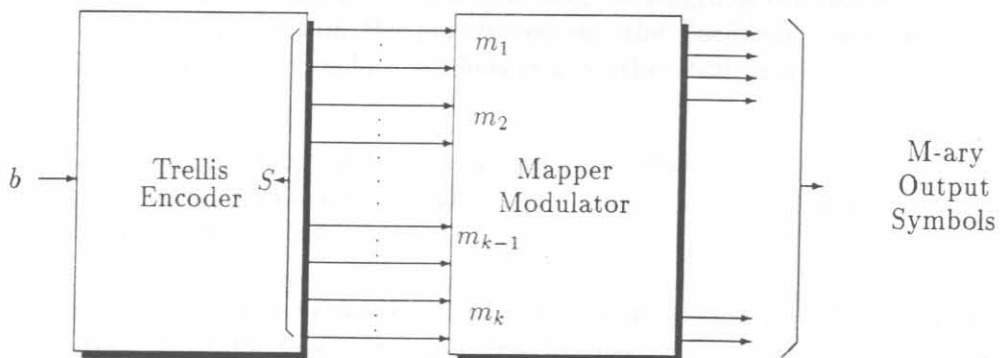 b
Trellis
Encoder
S
m₁
m₂
mₖ₋₁
mₖ
Mapper
Modulator
M-ary
Output
Symbols